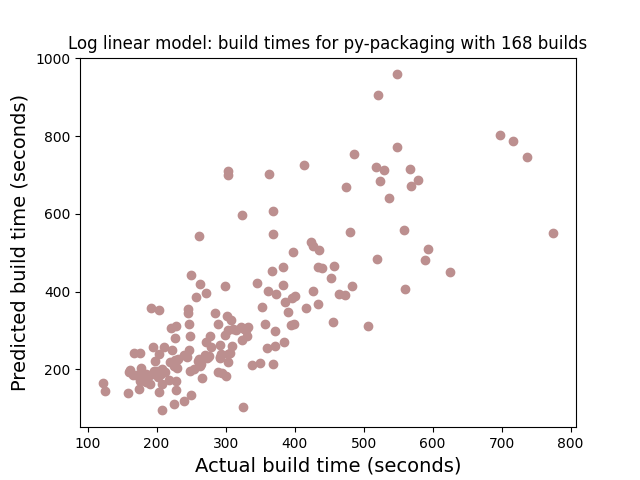 Log linear model: build times for py-packaging with 168 builds
1000
800
600
400
200
Predicted build time (seconds)
100 200 300 400 500 600 700 800
Actual build time (seconds)